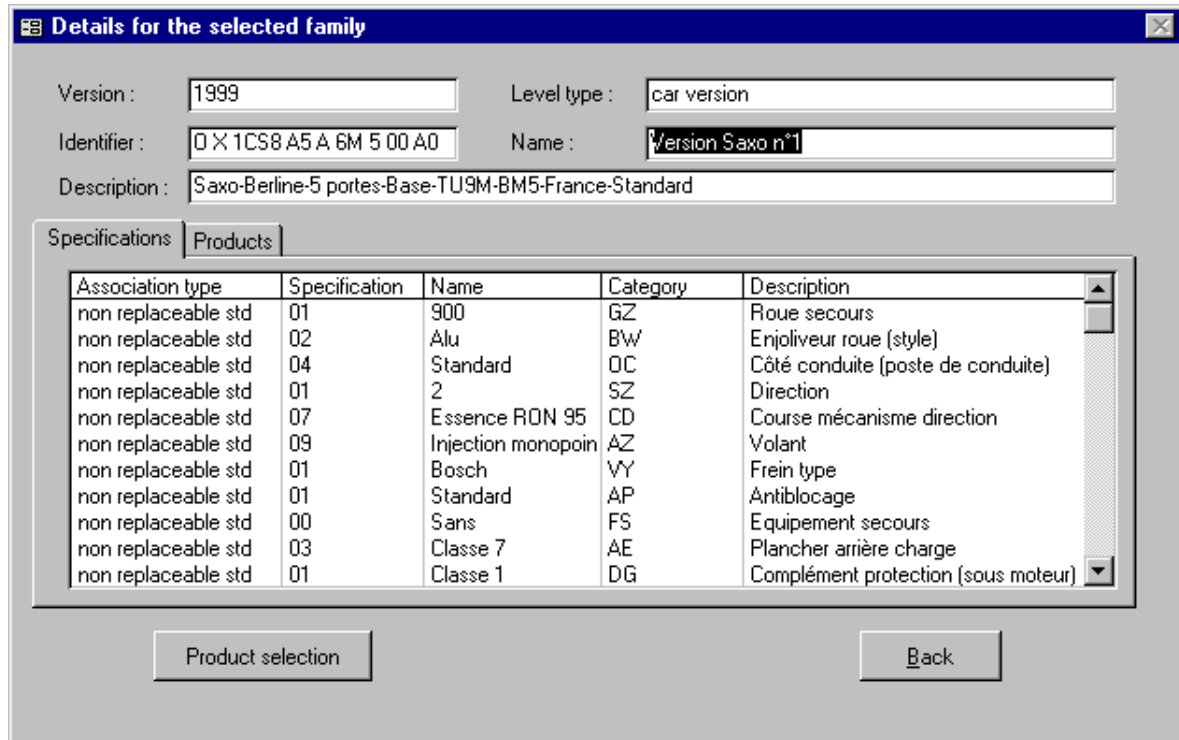 Details for the selected family
Version : 1999 Level type : car version
Identifier : O X 1CS8 A5 A 6M 5 00 A0 Name : Version Saxo n°1
Description : Saxo-Berline-5 portes-Base-TU9M-BM5-France-Standard
Specifications Products
Association type Specification Name Category Description
non replaceable std 01 900 GZ Roue secours
non replaceable std 02 Alu BW Enjoliveur roue (style)
non replaceable std 04 Standard OC Côté conduite (poste de conduite)
non replaceable std 01 2 SZ Direction
non replaceable std 07 Essence RON 95 CD Course mécanisme direction
non replaceable std 09 Injection monopoin AZ Volant
non replaceable std 01 Bosch VY Frein type
non replaceable std 01 Standard AP Antiblocage
non replaceable std 00 Sans FS Equipement secours
non replaceable std 03 Classe 7 AE Plancher arrière charge
non replaceable std 01 Classe 1 DG Complément protection (sous moteur)
Product selection Back